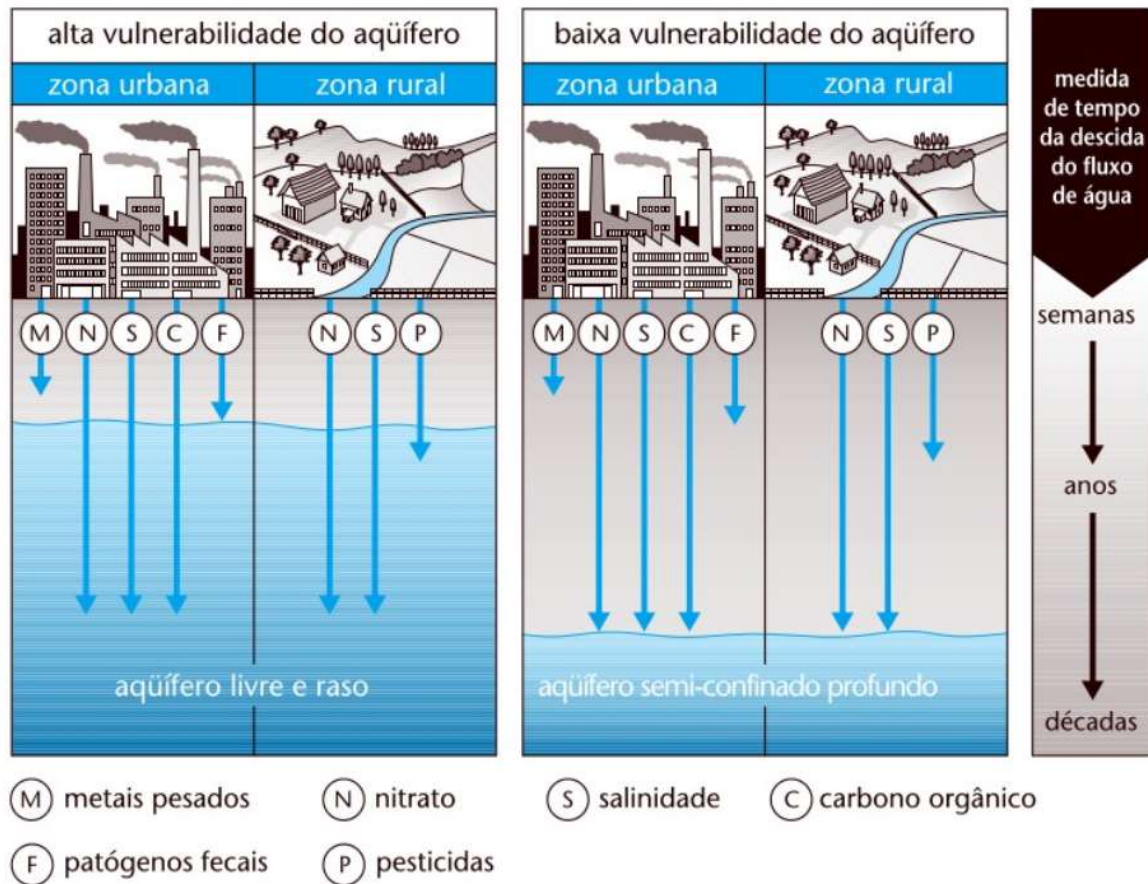 alta vulnerabilidade do aqüífero
zona urbana
zona rural
M N S C F
N S P
aqüífero livre e raso
baixa vulnerabilidade do aqüífero
zona urbana
zona rural
M N S C F
N S P
aqüífero semi-confinado profundo
medida
de tempo
da descida
do fluxo
de água
semanas
anos
décadas
M metais pesados
N nitrato
S salinidade
C carbono orgânico
F patógenos fecais
P pesticidas